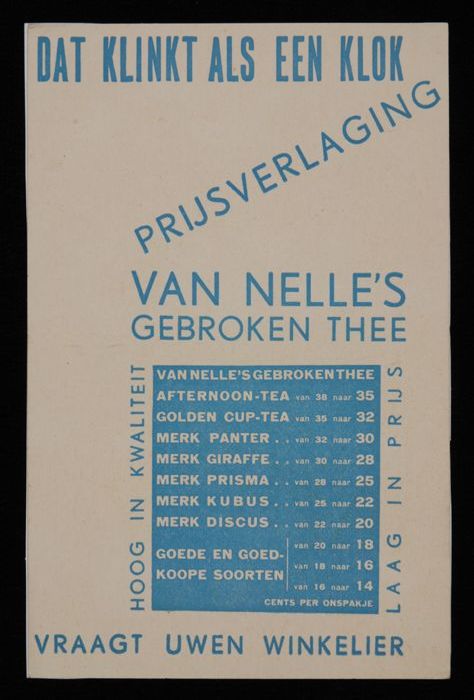 DAT KLINKT ALS EEN KLOK
PRIJSVERLAGING
VAN NELLE'S
GEBROKEN THEE
HOOG IN KWALITEIT
VAN NELLE'S GEBROKEN THEE
AFTERNOON-TEA van 38 naar 35
GOLDEN CUP-TEA van 35 naar 32
MERK PANTER . . van 32 naar 30
MERK GIRAFFE . . van 30 naar 28
MERK PRISMA . . van 28 naar 25
MERK KUBUS . . van 25 naar 22
MERK DISCUS . . van 22 naar 20
GOEDE EN GOED-
KOOPE SOORTEN
van 20 naar 18
van 18 naar 16
van 16 naar 14
CENTS PER ONSPAKJE
LAAG IN PRIJS
VRAAGT UWEN WINKELIER